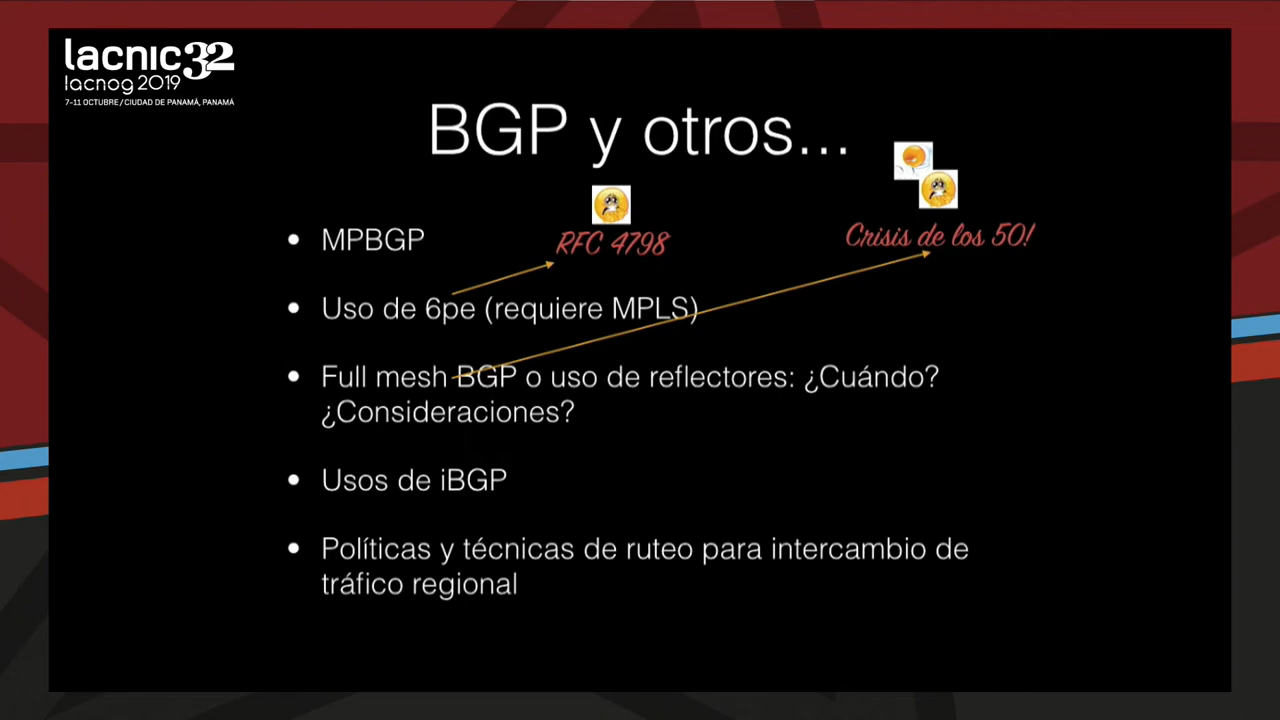 lacnic32
lacnog 2019
7-11 OCTUBRE / CIUDAD DE PANAMÁ, PANAMÁ
BGP y otros...
• MPBGP
RFC 4798
Crisis de los 50!
• Uso de 6pe (requiere MPLS)
• Full mesh BGP o uso de reflectores: ¿Cuándo?
¿Consideraciones?
• Usos de iBGP
• Políticas y técnicas de ruteo para intercambio de
tráfico regional